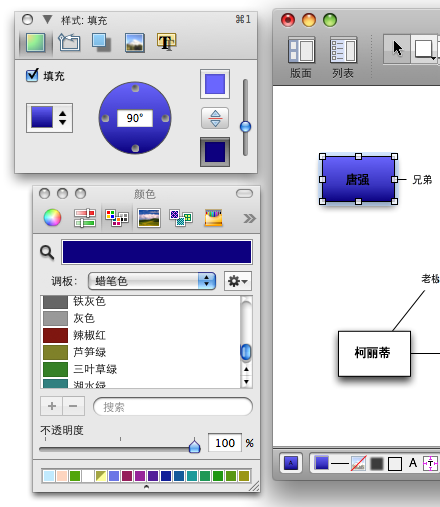 样式: 填充
⌘1
填充
90°
颜色
调板:
蜡笔色
铁灰色
灰色
辣椒红
芦笋绿
三叶草绿
湖水绿
搜索
不透明度
100 %
版面
列表
唐强
兄弟
老板
柯丽蒂
A